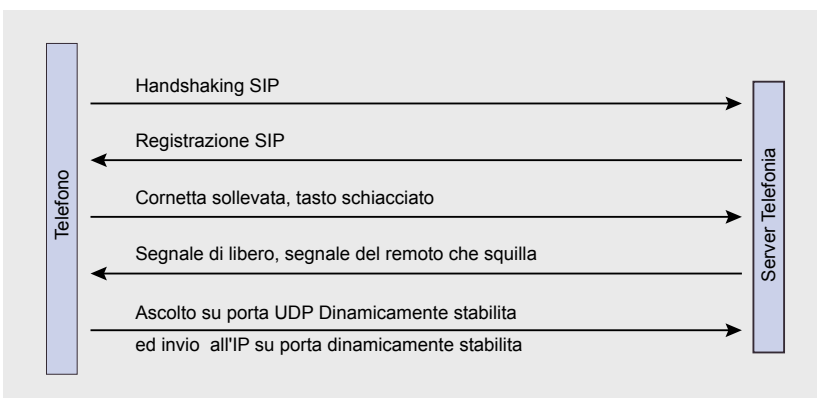 Telefono
Handshaking SIP
Registrazione SIP
Cornetta sollevata, tasto schiacciato
Segnale di libero, segnale del remoto che squilla
Ascolto su porta UDP Dinamicamente stabilita
ed invio all'IP su porta dinamicamente stabilita
Server Telefonia